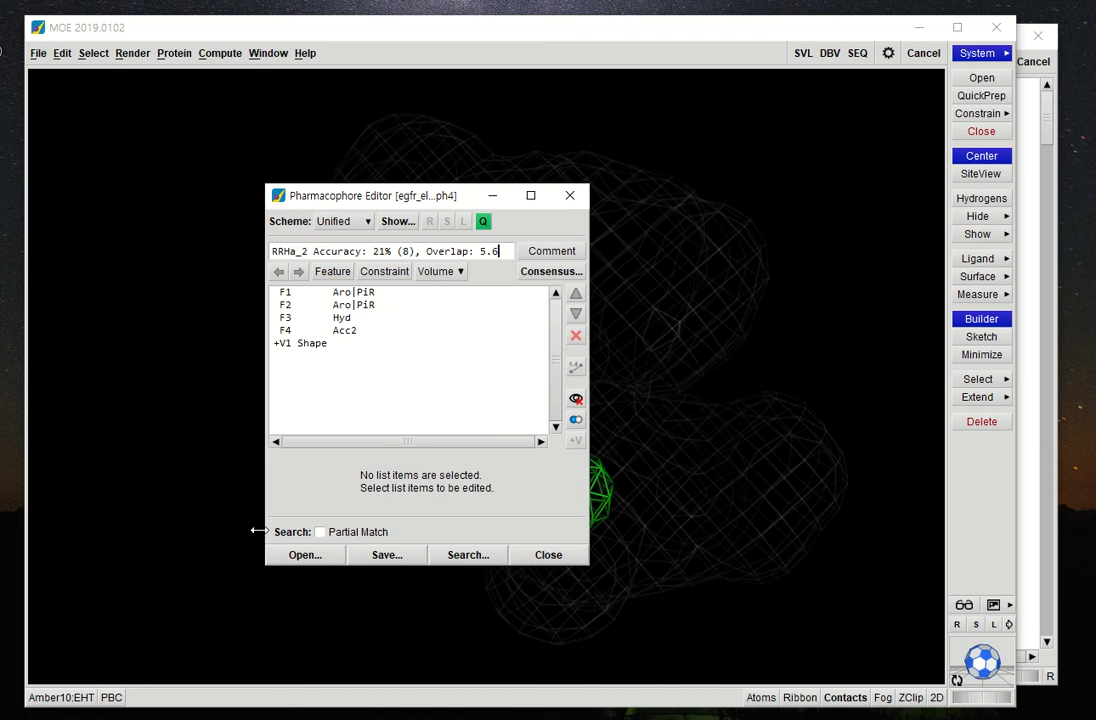 MOE 2019.0102
File Edit Select Render Protein Compute Window Help
SVL DBV SEQ Cancel
System
Cancel
Open
QuickPrep
Constrain
Close
Center
SiteView
Hydrogens
Hide
Show
Ligand
Surface
Measure
Builder
Sketch
Minimize
Select
Extend
Delete
R S L
R
Pharmacophore Editor [egfr_el...ph4]
Scheme: Unified Show... R S L Q
RRHa_2 Accuracy: 21% (8), Overlap: 5.6 Comment
Feature Constraint Volume Consensus...
F1 Aro|PiR
F2 Aro|PiR
F3 Hyd
F4 Acc2
+V1 Shape
1.4
+V
No list items are selected.
Select list items to be edited.
Search: Partial Match
Open... Save... Search... Close
Amber10:EHT PBC
Atoms Ribbon Contacts Fog ZClip 2D